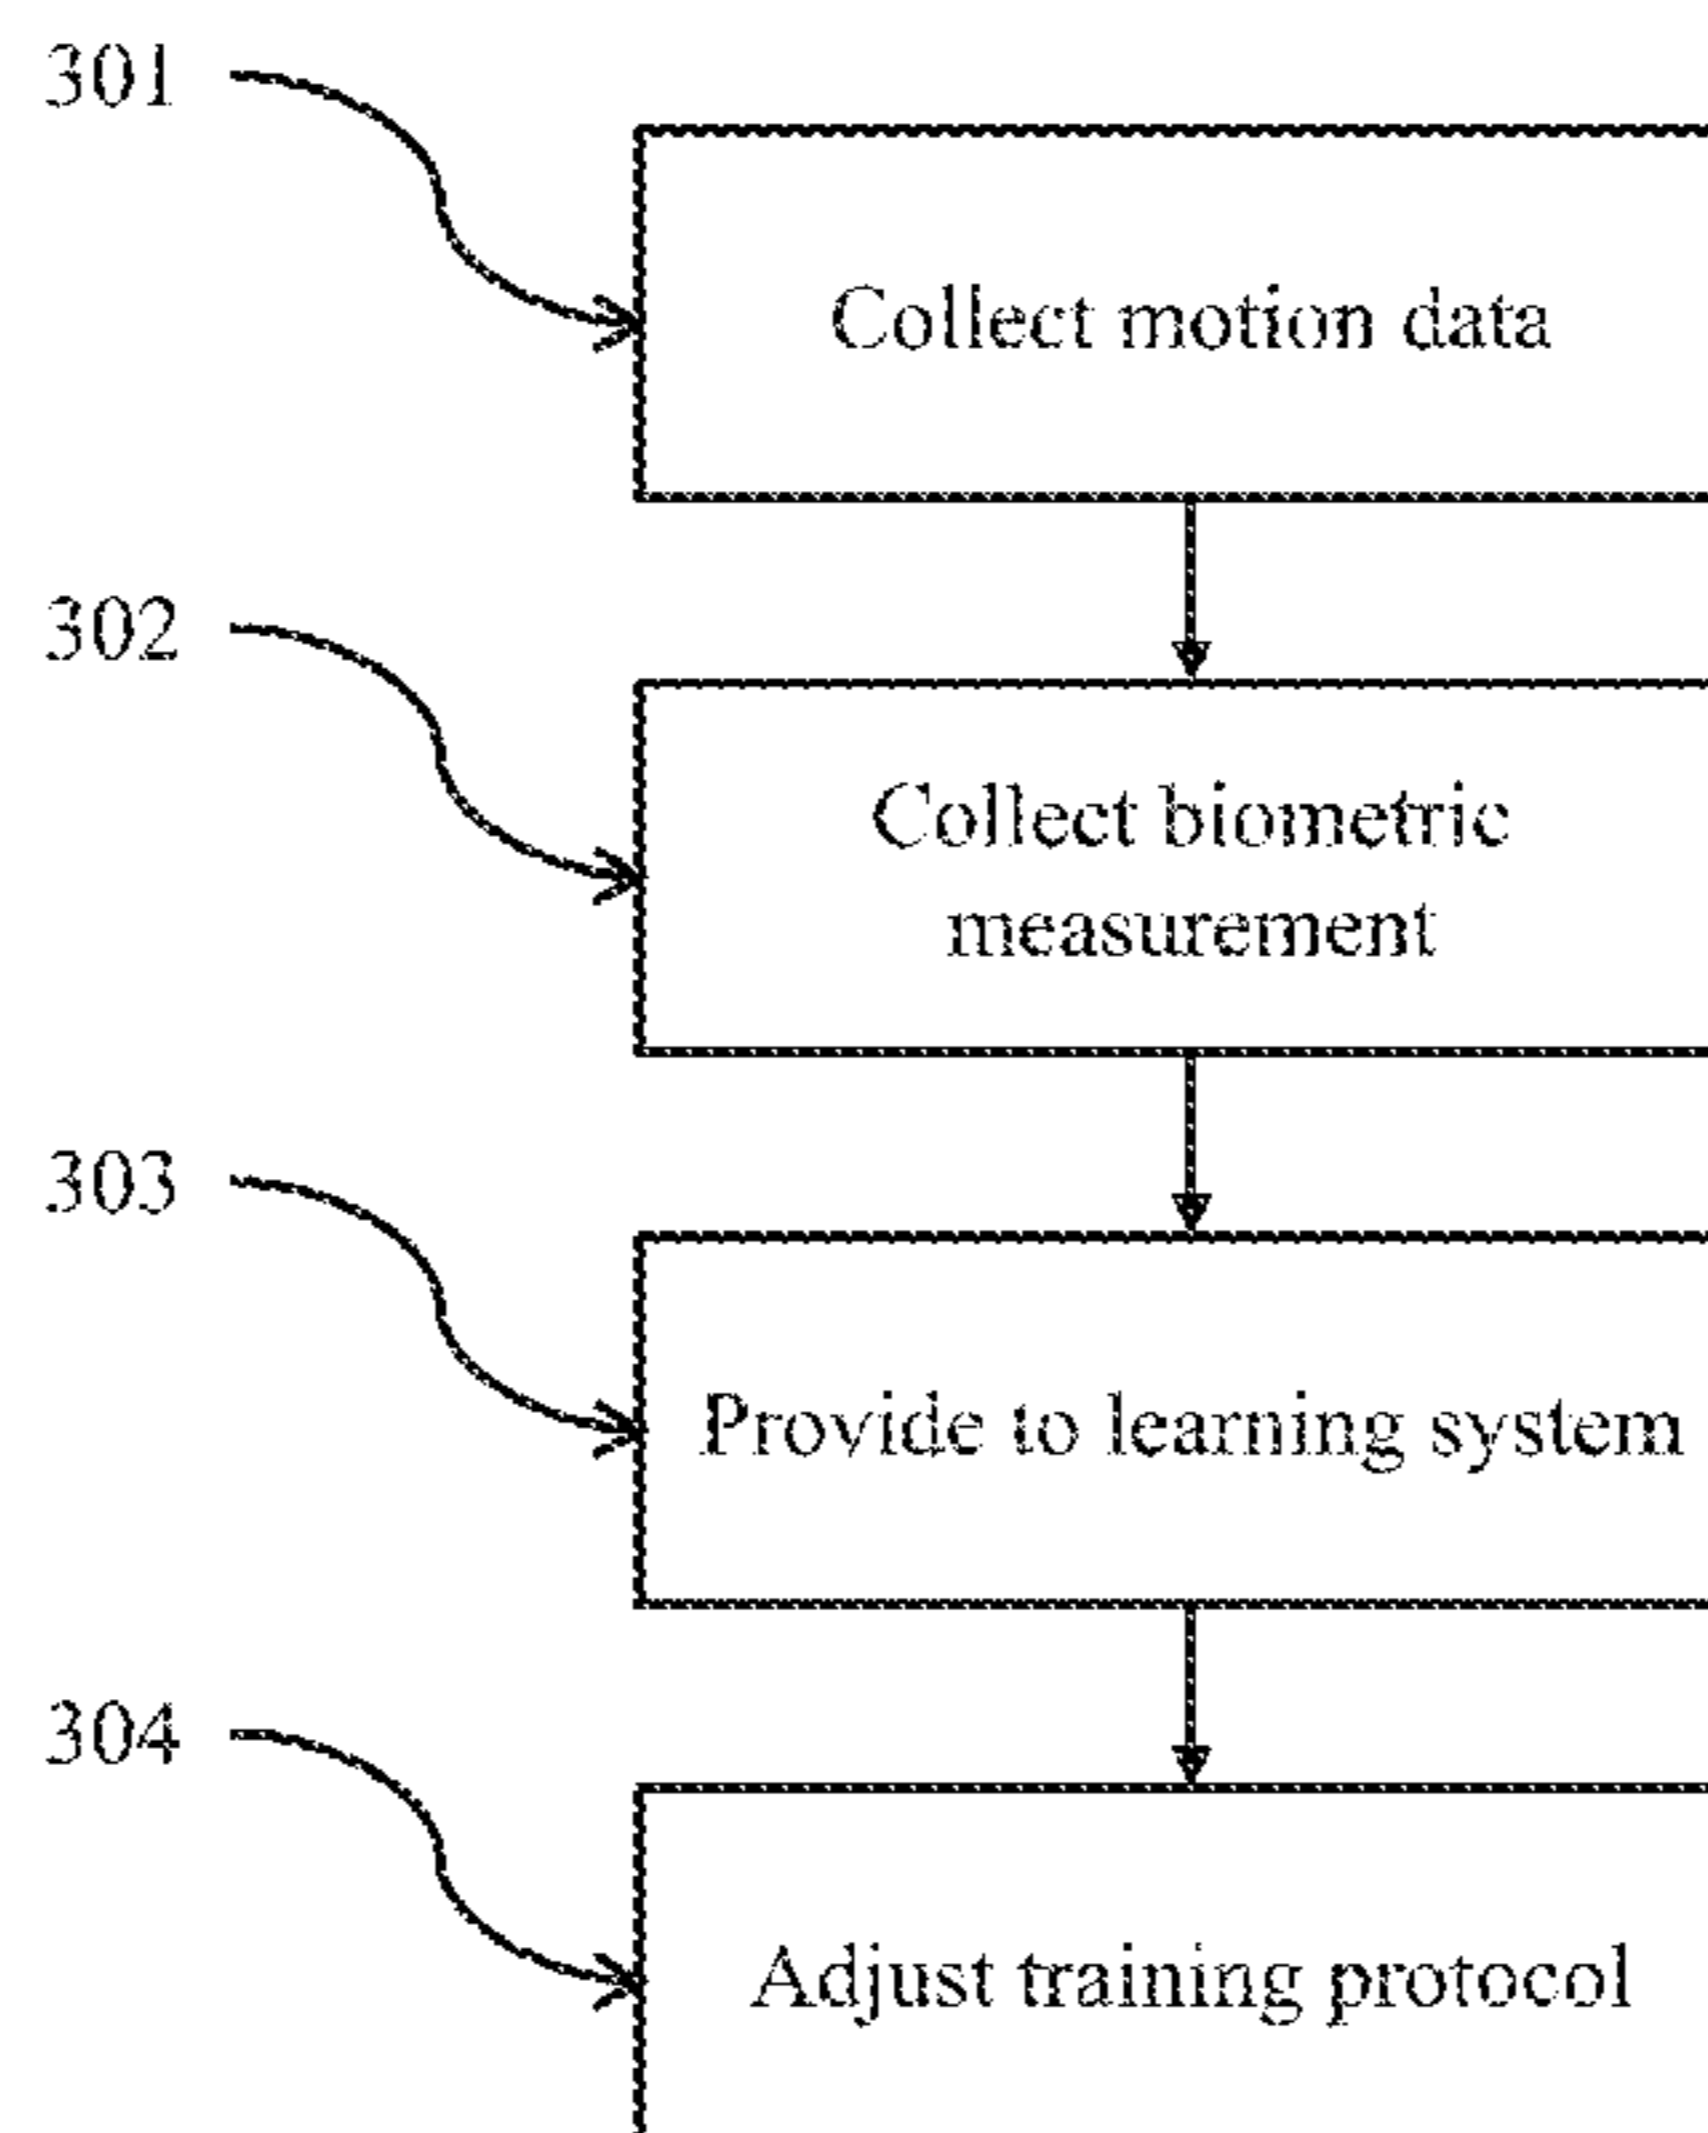 301
Collect motion data
302
Collect biometric
measurement
303
Provide to learning system
304
Adjust training protocol